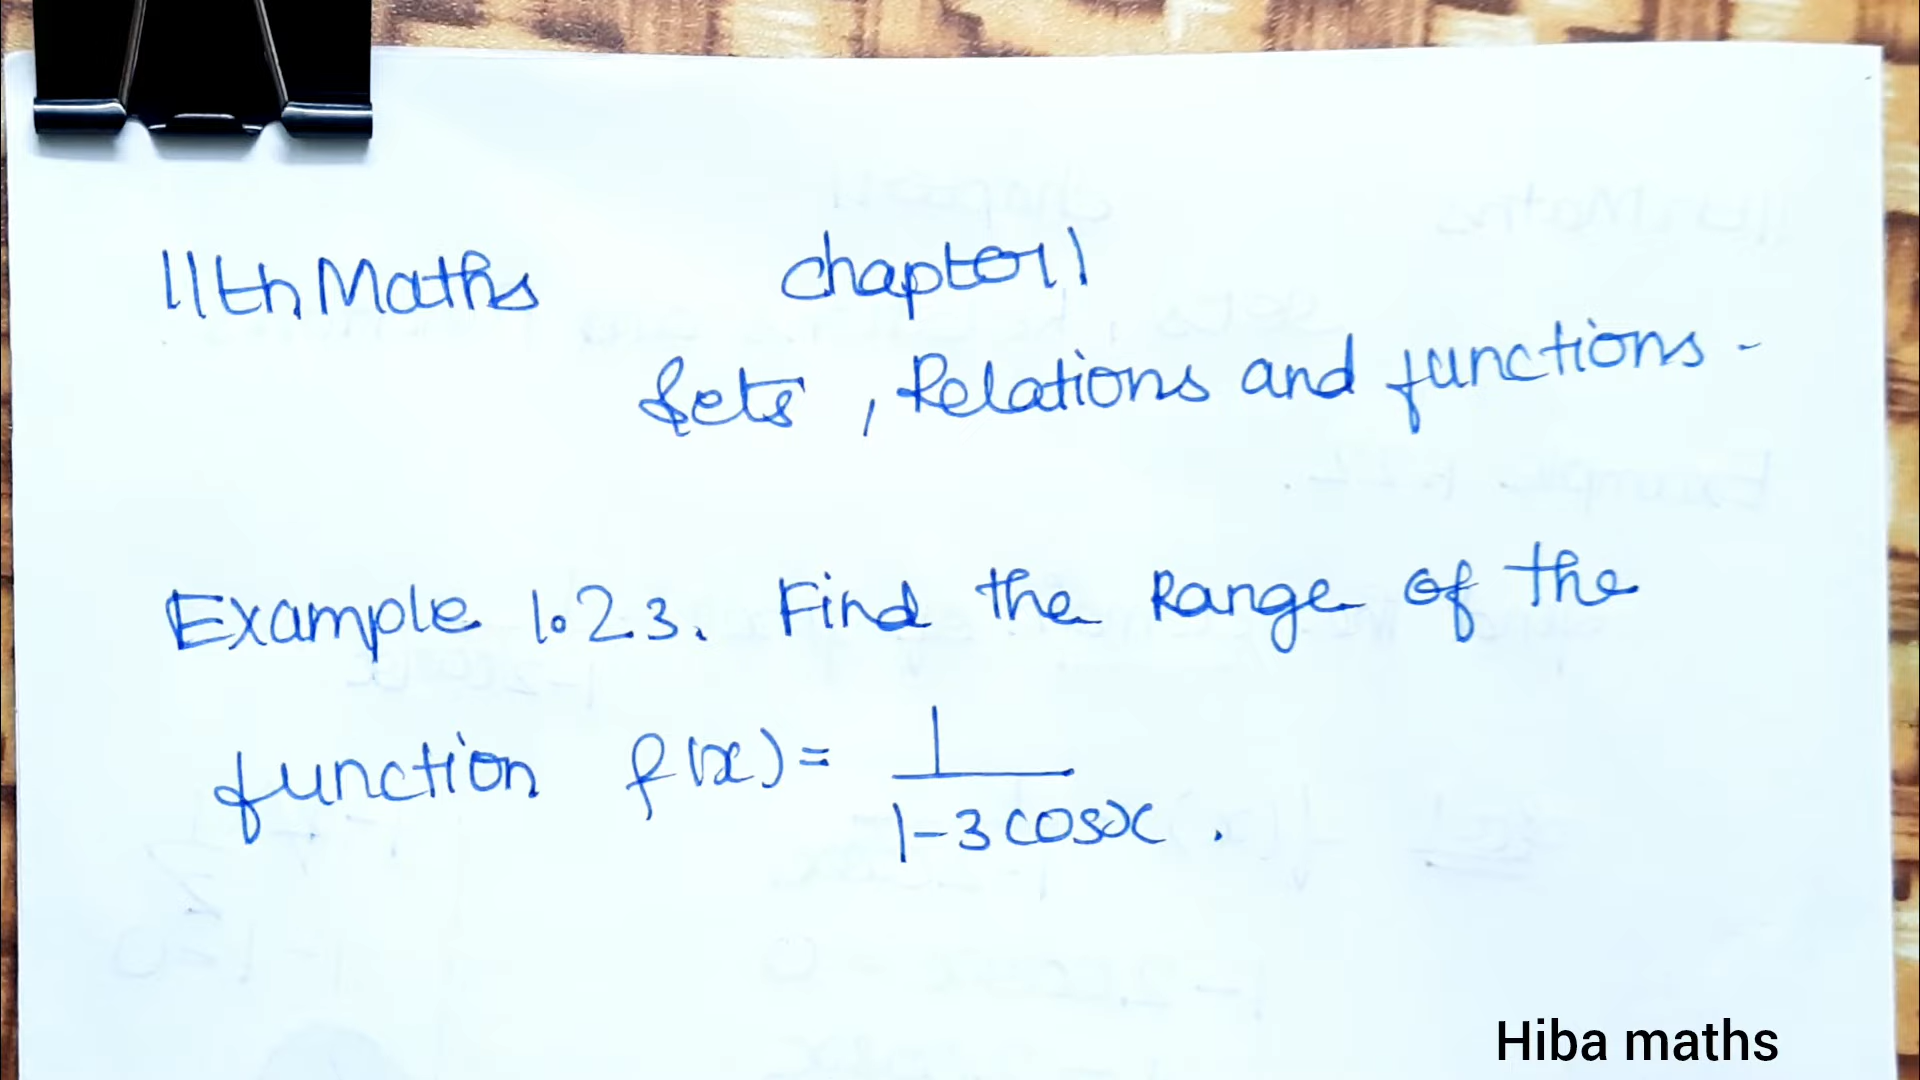 11th Maths chapter 1
Sets, Relations and functions.
Example 1.23. Find the Range of the
function f(x) = 1/(1-3cosx).
Hiba maths